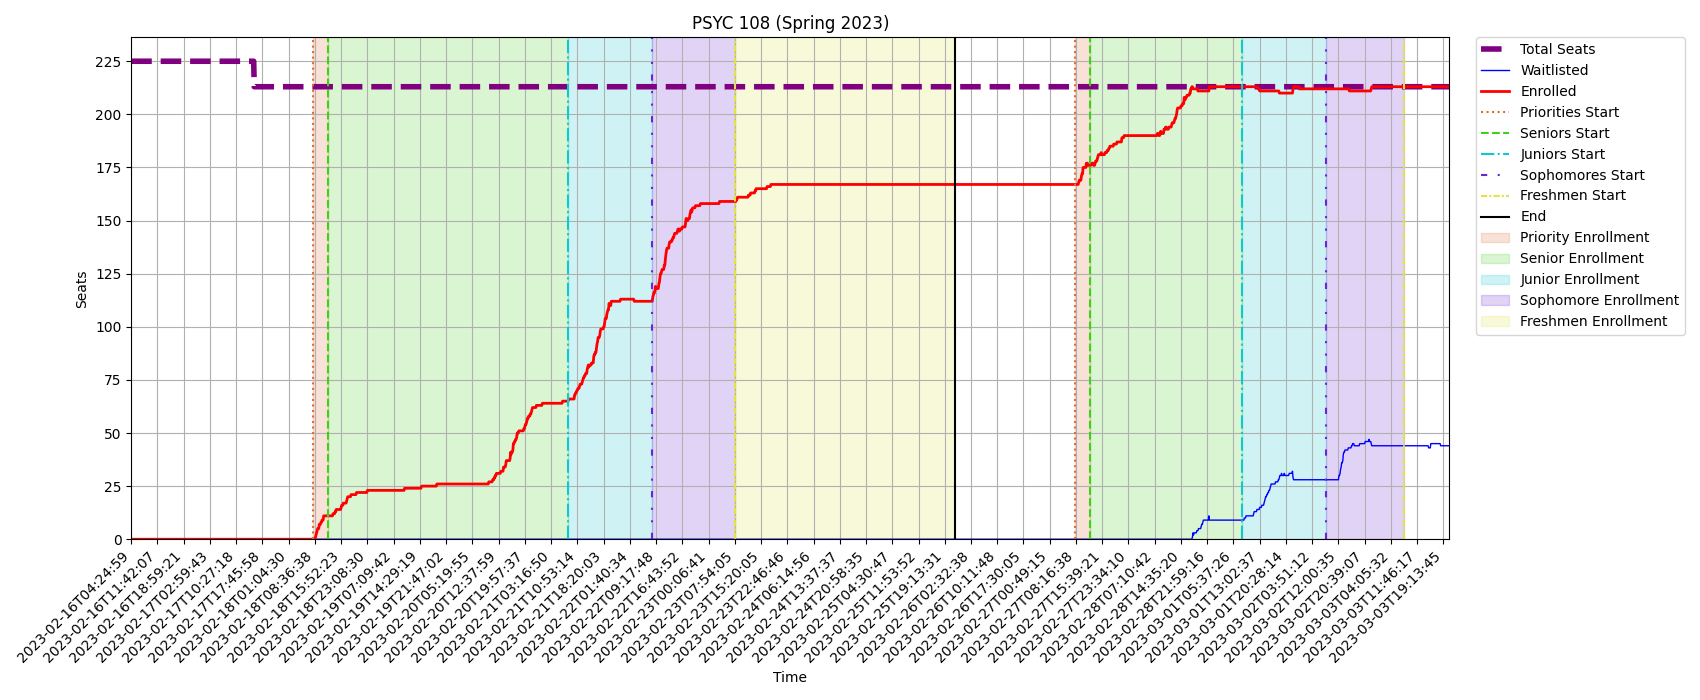 PSYC 108 (Spring 2023)
Seats
225
200
175
150
125
100
75
50
25
0
2023-02-16T04:24:59
2023-02-16T11:42:07
2023-02-16T18:59:21
2023-02-17T02:59:43
2023-02-17T10:27:18
2023-02-17T17:45:58
2023-02-18T01:04:30
2023-02-18T08:36:38
2023-02-18T15:52:23
2023-02-18T23:08:30
2023-02-19T07:09:42
2023-02-19T14:29:19
2023-02-19T21:47:02
2023-02-20T05:19:55
2023-02-20T12:37:59
2023-02-20T19:57:37
2023-02-21T03:16:50
2023-02-21T10:53:14
2023-02-21T18:20:03
2023-02-22T01:40:34
2023-02-22T09:17:48
2023-02-22T16:43:52
2023-02-23T00:06:41
2023-02-23T07:54:05
2023-02-23T15:20:05
2023-02-23T22:46:46
2023-02-24T06:14:56
2023-02-24T13:37:37
2023-02-24T20:58:35
2023-02-25T04:30:47
2023-02-25T11:53:52
2023-02-25T19:13:31
2023-02-26T02:32:38
2023-02-26T10:11:48
2023-02-26T17:30:05
2023-02-27T00:49:15
2023-02-27T08:16:38
2023-02-27T15:39:21
2023-02-27T23:34:10
2023-02-28T07:10:42
2023-02-28T14:35:20
2023-02-28T21:59:16
2023-03-01T05:37:26
2023-03-01T13:02:37
2023-03-01T20:28:14
2023-03-02T03:51:12
2023-03-02T12:00:35
2023-03-02T20:39:07
2023-03-03T04:05:32
2023-03-03T11:46:17
2023-03-03T19:13:45
Time
Total Seats
Waitlisted
Enrolled
Priorities Start
Seniors Start
Juniors Start
Sophomores Start
Freshmen Start
End
Priority Enrollment
Senior Enrollment
Junior Enrollment
Sophomore Enrollment
Freshmen Enrollment